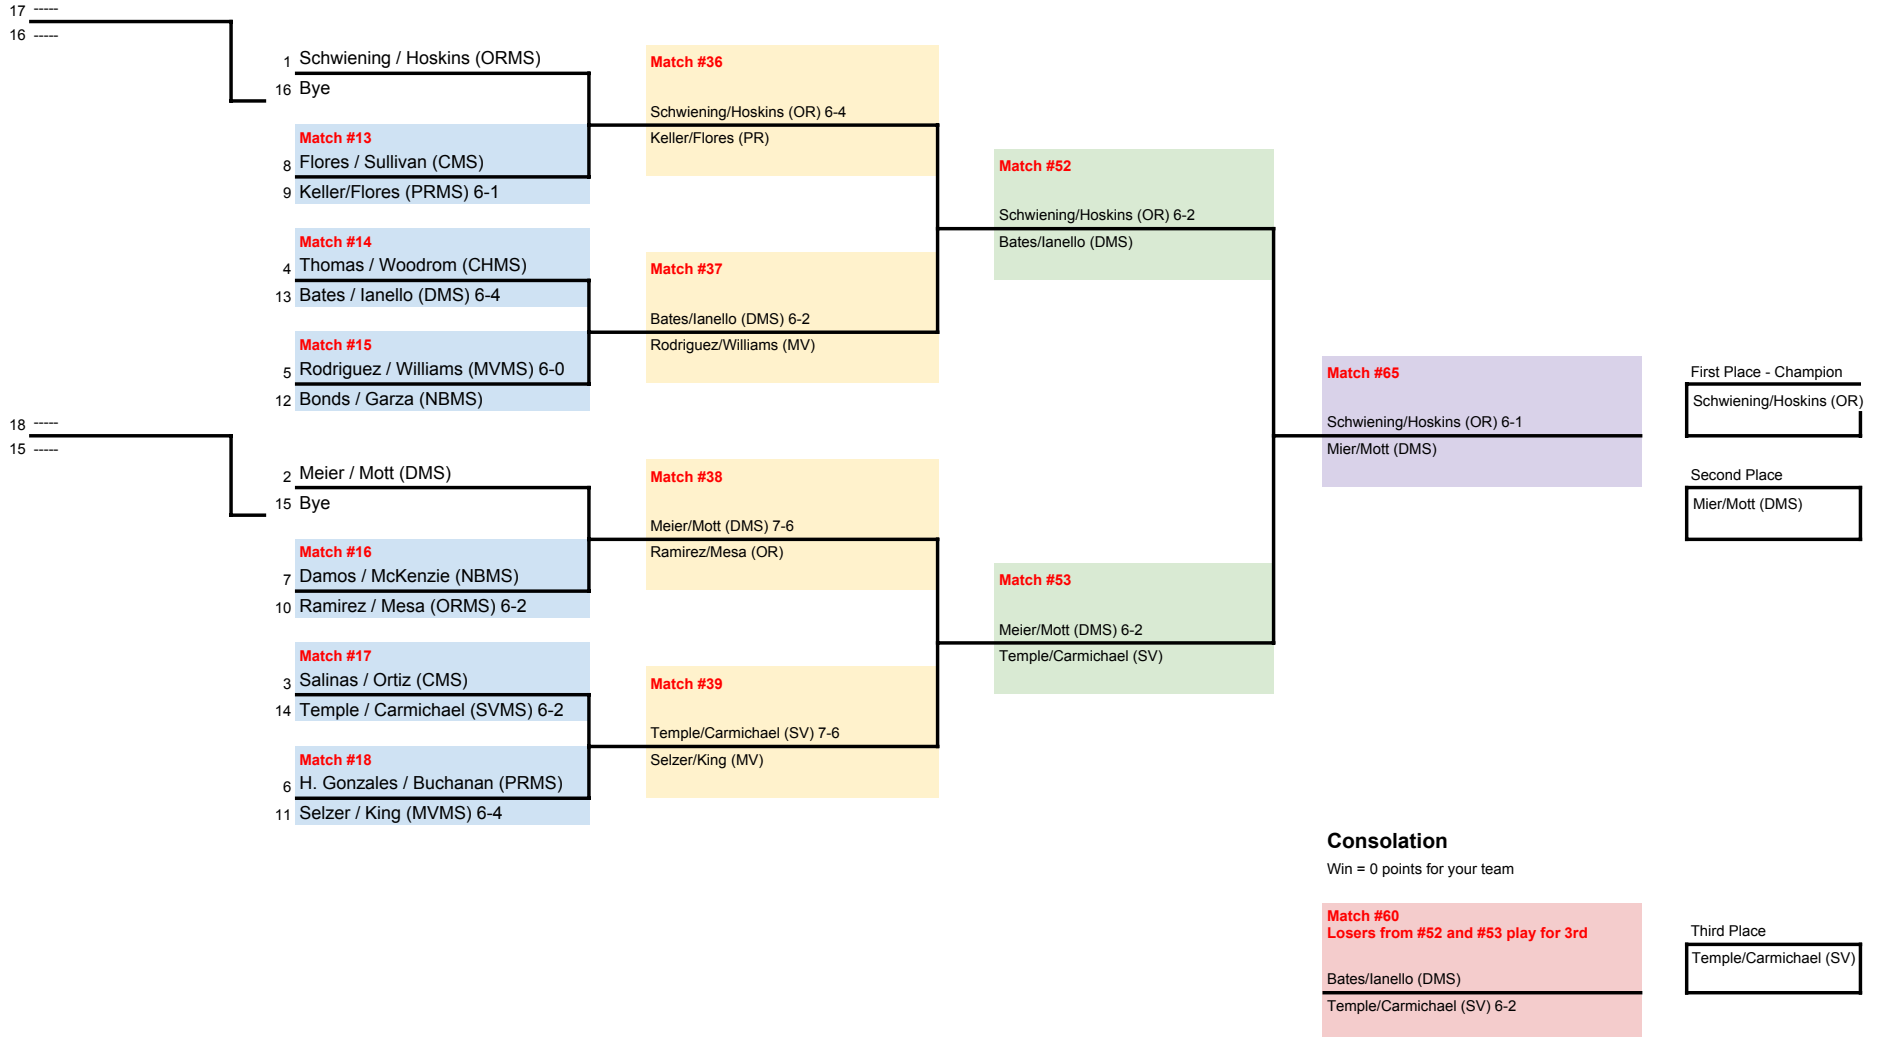 17 -----
16 -----
1 Schwiening / Hoskins (ORMS)
16 Bye
Match #13
8 Flores / Sullivan (CMS)
9 Keller/Flores (PRMS) 6-1
Match #14
4 Thomas / Woodrom (CHMS)
13 Bates / Ianello (DMS) 6-4
Match #15
5 Rodriguez / Williams (MVMS) 6-0
12 Bonds / Garza (NBMS)
18 -----
15 -----
2 Meier / Mott (DMS)
15 Bye
Match #16
7 Damos / McKenzie (NBMS)
10 Ramirez / Mesa (ORMS) 6-2
Match #17
3 Salinas / Ortiz (CMS)
14 Temple / Carmichael (SVMS) 6-2
Match #18
6 H. Gonzales / Buchanan (PRMS)
11 Selzer / King (MVMS) 6-4
Match #36
Schwiening/Hoskins (OR) 6-4
Keller/Flores (PR)
Match #37
Bates/Ianello (DMS) 6-2
Rodriguez/Williams (MV)
Match #38
Meier/Mott (DMS) 7-6
Ramirez/Mesa (OR)
Match #39
Temple/Carmichael (SV) 7-6
Selzer/King (MV)
Match #52
Schwiening/Hoskins (OR) 6-2
Bates/Ianello (DMS)
Match #53
Meier/Mott (DMS) 6-2
Temple/Carmichael (SV)
Match #65
Schwiening/Hoskins (OR) 6-1
Mier/Mott (DMS)
First Place - Champion
Schwiening/Hoskins (OR)
Second Place
Mier/Mott (DMS)
Consolation
Win = 0 points for your team
Match #60
Losers from #52 and #53 play for 3rd
Bates/Ianello (DMS)
Temple/Carmichael (SV) 6-2
Third Place
Temple/Carmichael (SV)